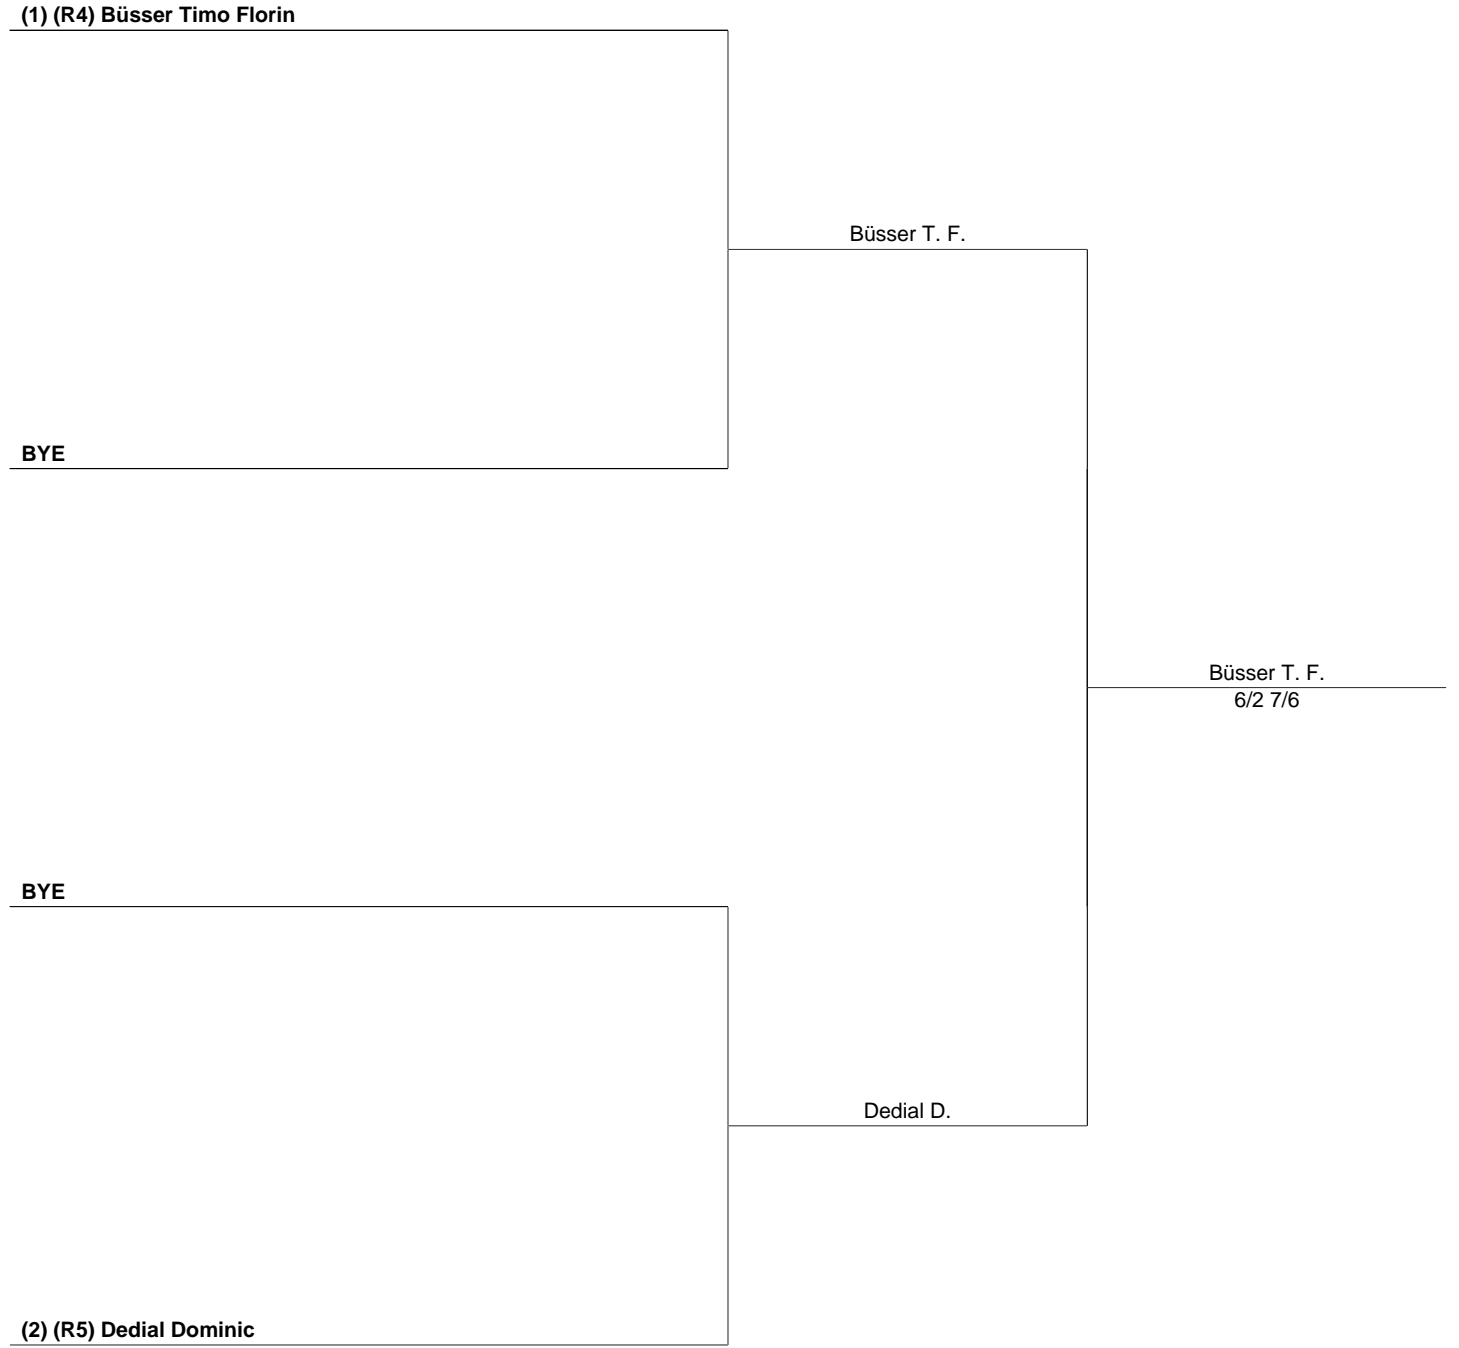 (1) (R4) Büsser Timo Florin
Büsser T. F.
BYE
Büsser T. F.
6/2 7/6
BYE
Dedial D.
(2) (R5) Dedial Dominic